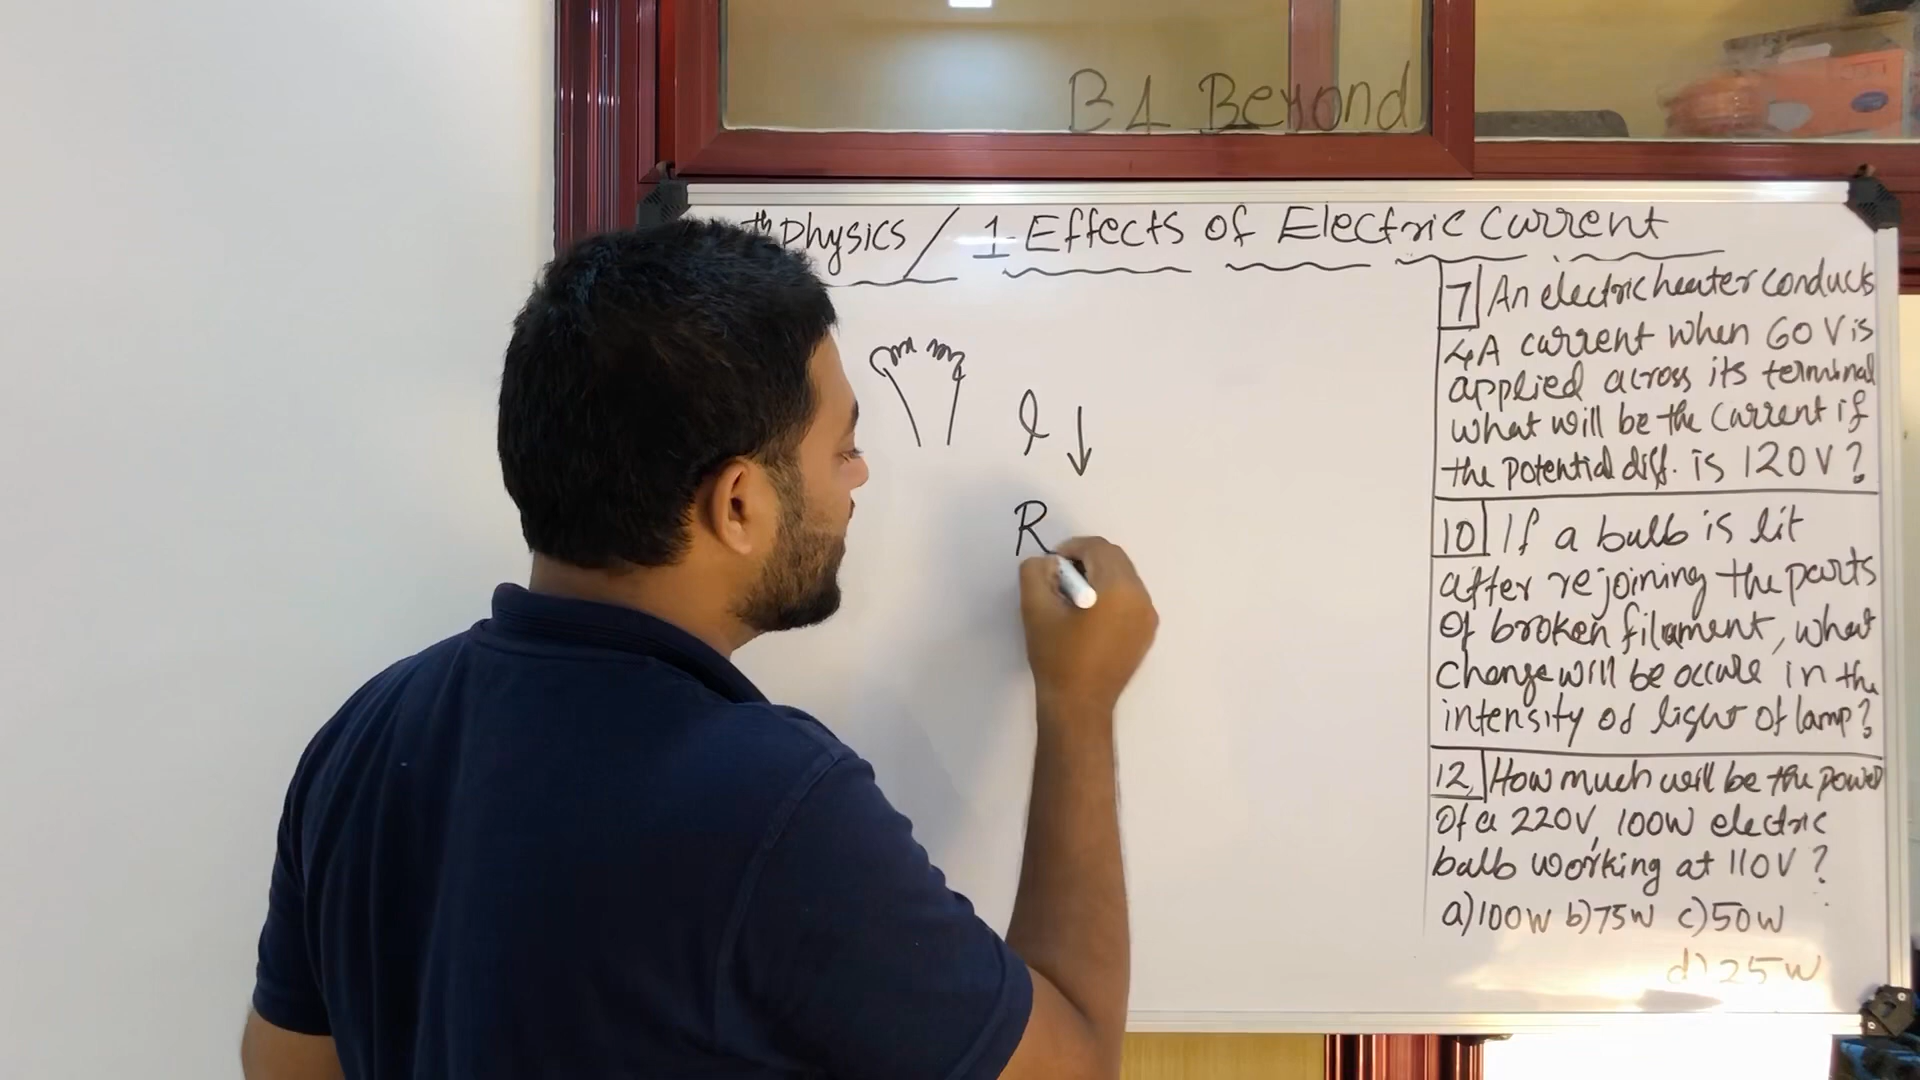 B4 Beyond
th Physics / 1. Effects of Electric Current
l ↓
R
7 An electric heater conducts
4A current when 60 V is
applied across its terminal
what will be the current if
the potential diff. is 120V?
10 If a bulb is lit
after rejoining the parts
Of broken filament, what
change will be occure in the
intensity od light of lamp?
12 How much will be the power
Of a 220V, 100W electric
bulb working at 110V?
a) 100W b) 75W c) 50W
d) 25W